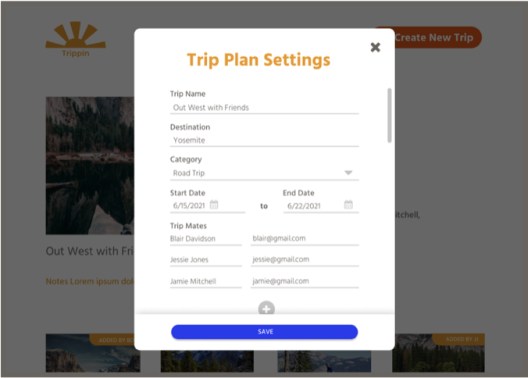 Trippin
Create New Trip
Trip Plan Settings
Trip Name
Out West with Friends
Destination
Yosemite
Category
Road Trip
Start Date
End Date
6/15/2021
to
6/22/2021
Trip Mates
Blair Davidson
blair@gmail.com
Jessie Jones
jessie@gmail.com
Jamie Mitchell
jamie@gmail.com
SAVE
itchell,
Out West with Fri
Notes Lorem ipsum dol
ADDED BY
ADDED BY